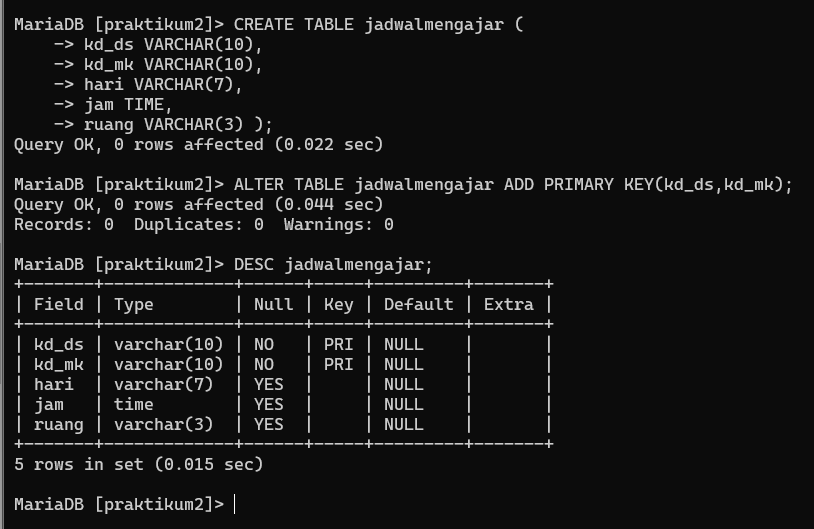 MariaDB [praktikum2]> CREATE TABLE jadwalmengajar (
    -> kd_ds VARCHAR(10),
    -> kd_mk VARCHAR(10),
    -> hari VARCHAR(7),
    -> jam TIME,
    -> ruang VARCHAR(3) );
Query OK, 0 rows affected (0.022 sec)

MariaDB [praktikum2]> ALTER TABLE jadwalmengajar ADD PRIMARY KEY(kd_ds,kd_mk);
Query OK, 0 rows affected (0.044 sec)
Records: 0  Duplicates: 0  Warnings: 0

MariaDB [praktikum2]> DESC jadwalmengajar;
+-------+-------------+------+-----+---------+-------+
| Field | Type        | Null | Key | Default | Extra |
+-------+-------------+------+-----+---------+-------+
| kd_ds | varchar(10) | NO   | PRI | NULL    |       |
| kd_mk | varchar(10) | NO   | PRI | NULL    |       |
| hari  | varchar(7)  | YES  |     | NULL    |       |
| jam   | time        | YES  |     | NULL    |       |
| ruang | varchar(3)  | YES  |     | NULL    |       |
+-------+-------------+------+-----+---------+-------+
5 rows in set (0.015 sec)

MariaDB [praktikum2]>